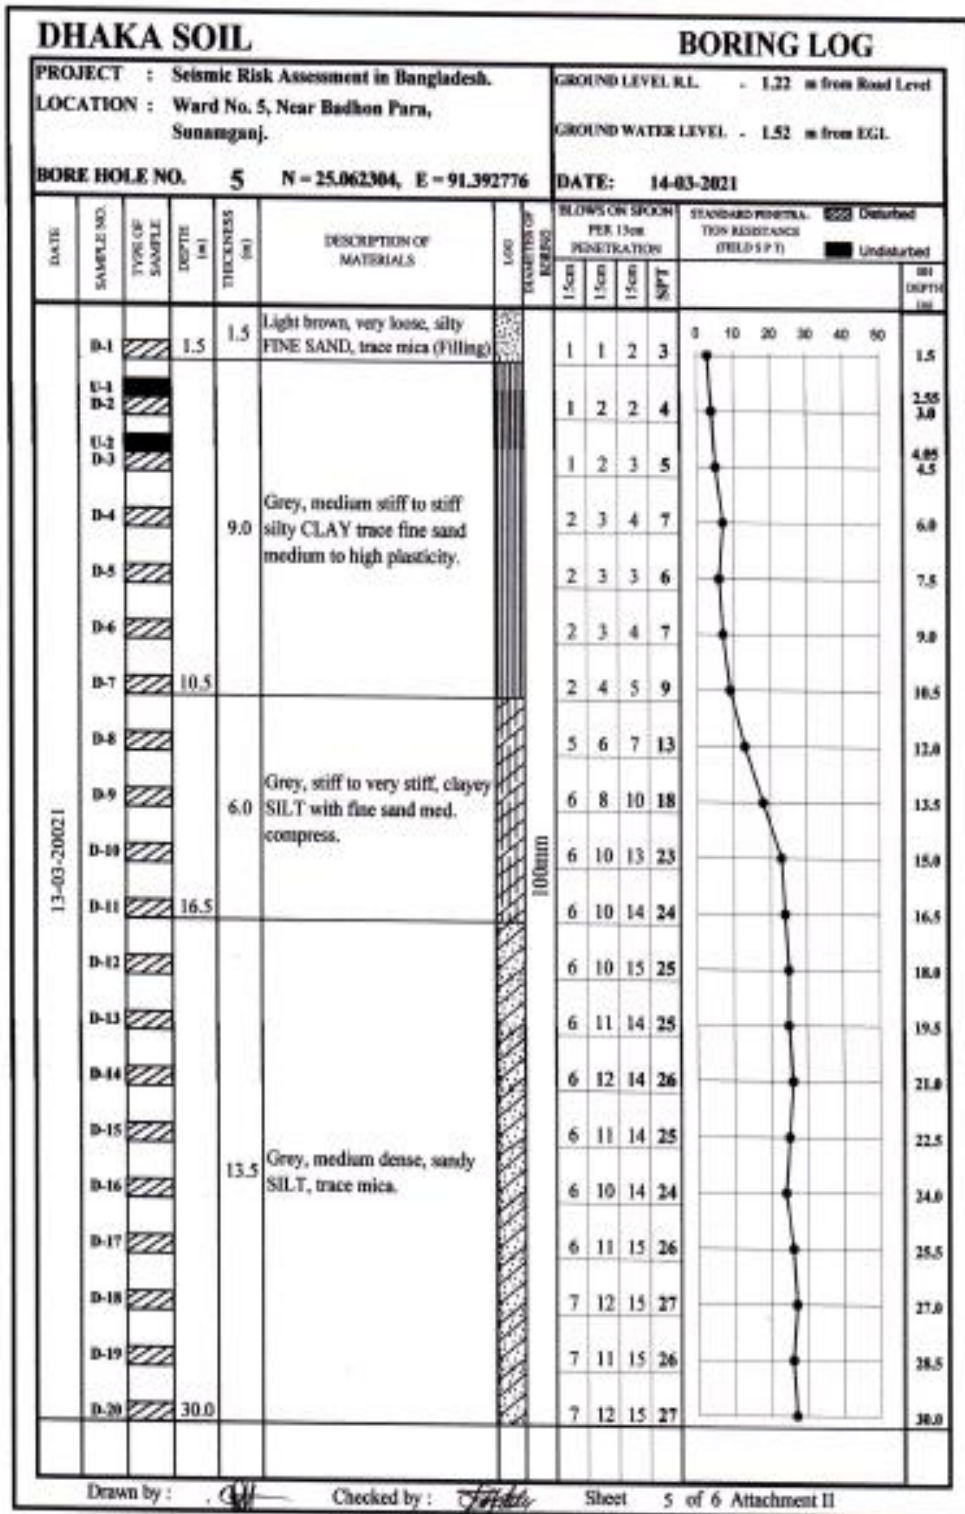 DHAKA SOIL
BORING LOG
PROJECT : Seismic Risk Assessment in Bangladesh.
LOCATION : Ward No. 5, Near Badhon Para,
Sunamganj.
GROUND LEVEL R.L. - 1.22 m from Road Level
GROUND WATER LEVEL - 1.52 m from EGL
BORE HOLE NO. 5 N = 25.062304, E = 91.392776
DATE: 14-03-2021
DATE
SAMPLE NO.
TYPE OF SAMPLE
DEPTH (m)
THICKNESS (m)
DESCRIPTION OF
MATERIALS
LOG
DIAMETER OF BORING
BLOWS ON SPOON
PER 15cm
PENETRATION
15cm 15cm 15cm SPT
STANDARD PENETRA-
TION RESISTANCE
(FIELD S P T)
Disturbed
Undisturbed
DEPTH
0 10 20 30 40 50
13-03-20021
100mm
1.5 Light brown, very loose, silty
FINE SAND, trace mica (Filling)
D-1 1.5 1 1 2 3 1.5
U-1 2.55
D-2 1 2 2 4 3.0
U-2 4.05
D-3 1 2 3 5 4.5
9.0 Grey, medium stiff to stiff
silty CLAY trace fine sand
medium to high plasticity.
D-4 2 3 4 7 6.0
D-5 2 3 3 6 7.5
D-6 2 3 4 7 9.0
D-7 10.5 2 4 5 9 10.5
D-8 5 6 7 13 12.0
6.0 Grey, stiff to very stiff, clayey
SILT with fine sand med.
compress.
D-9 6 8 10 18 13.5
D-10 6 10 13 23 15.0
D-11 16.5 6 10 14 24 16.5
D-12 6 10 15 25 18.0
D-13 6 11 14 25 19.5
D-14 6 12 14 26 21.0
D-15 6 11 14 25 22.5
13.5 Grey, medium dense, sandy
SILT, trace mica.
D-16 6 10 14 24 24.0
D-17 6 11 15 26 25.5
D-18 7 12 15 27 27.0
D-19 7 11 15 26 28.5
D-20 30.0 7 12 15 27 30.0
Drawn by : Checked by : Sheet 5 of 6 Attachment II